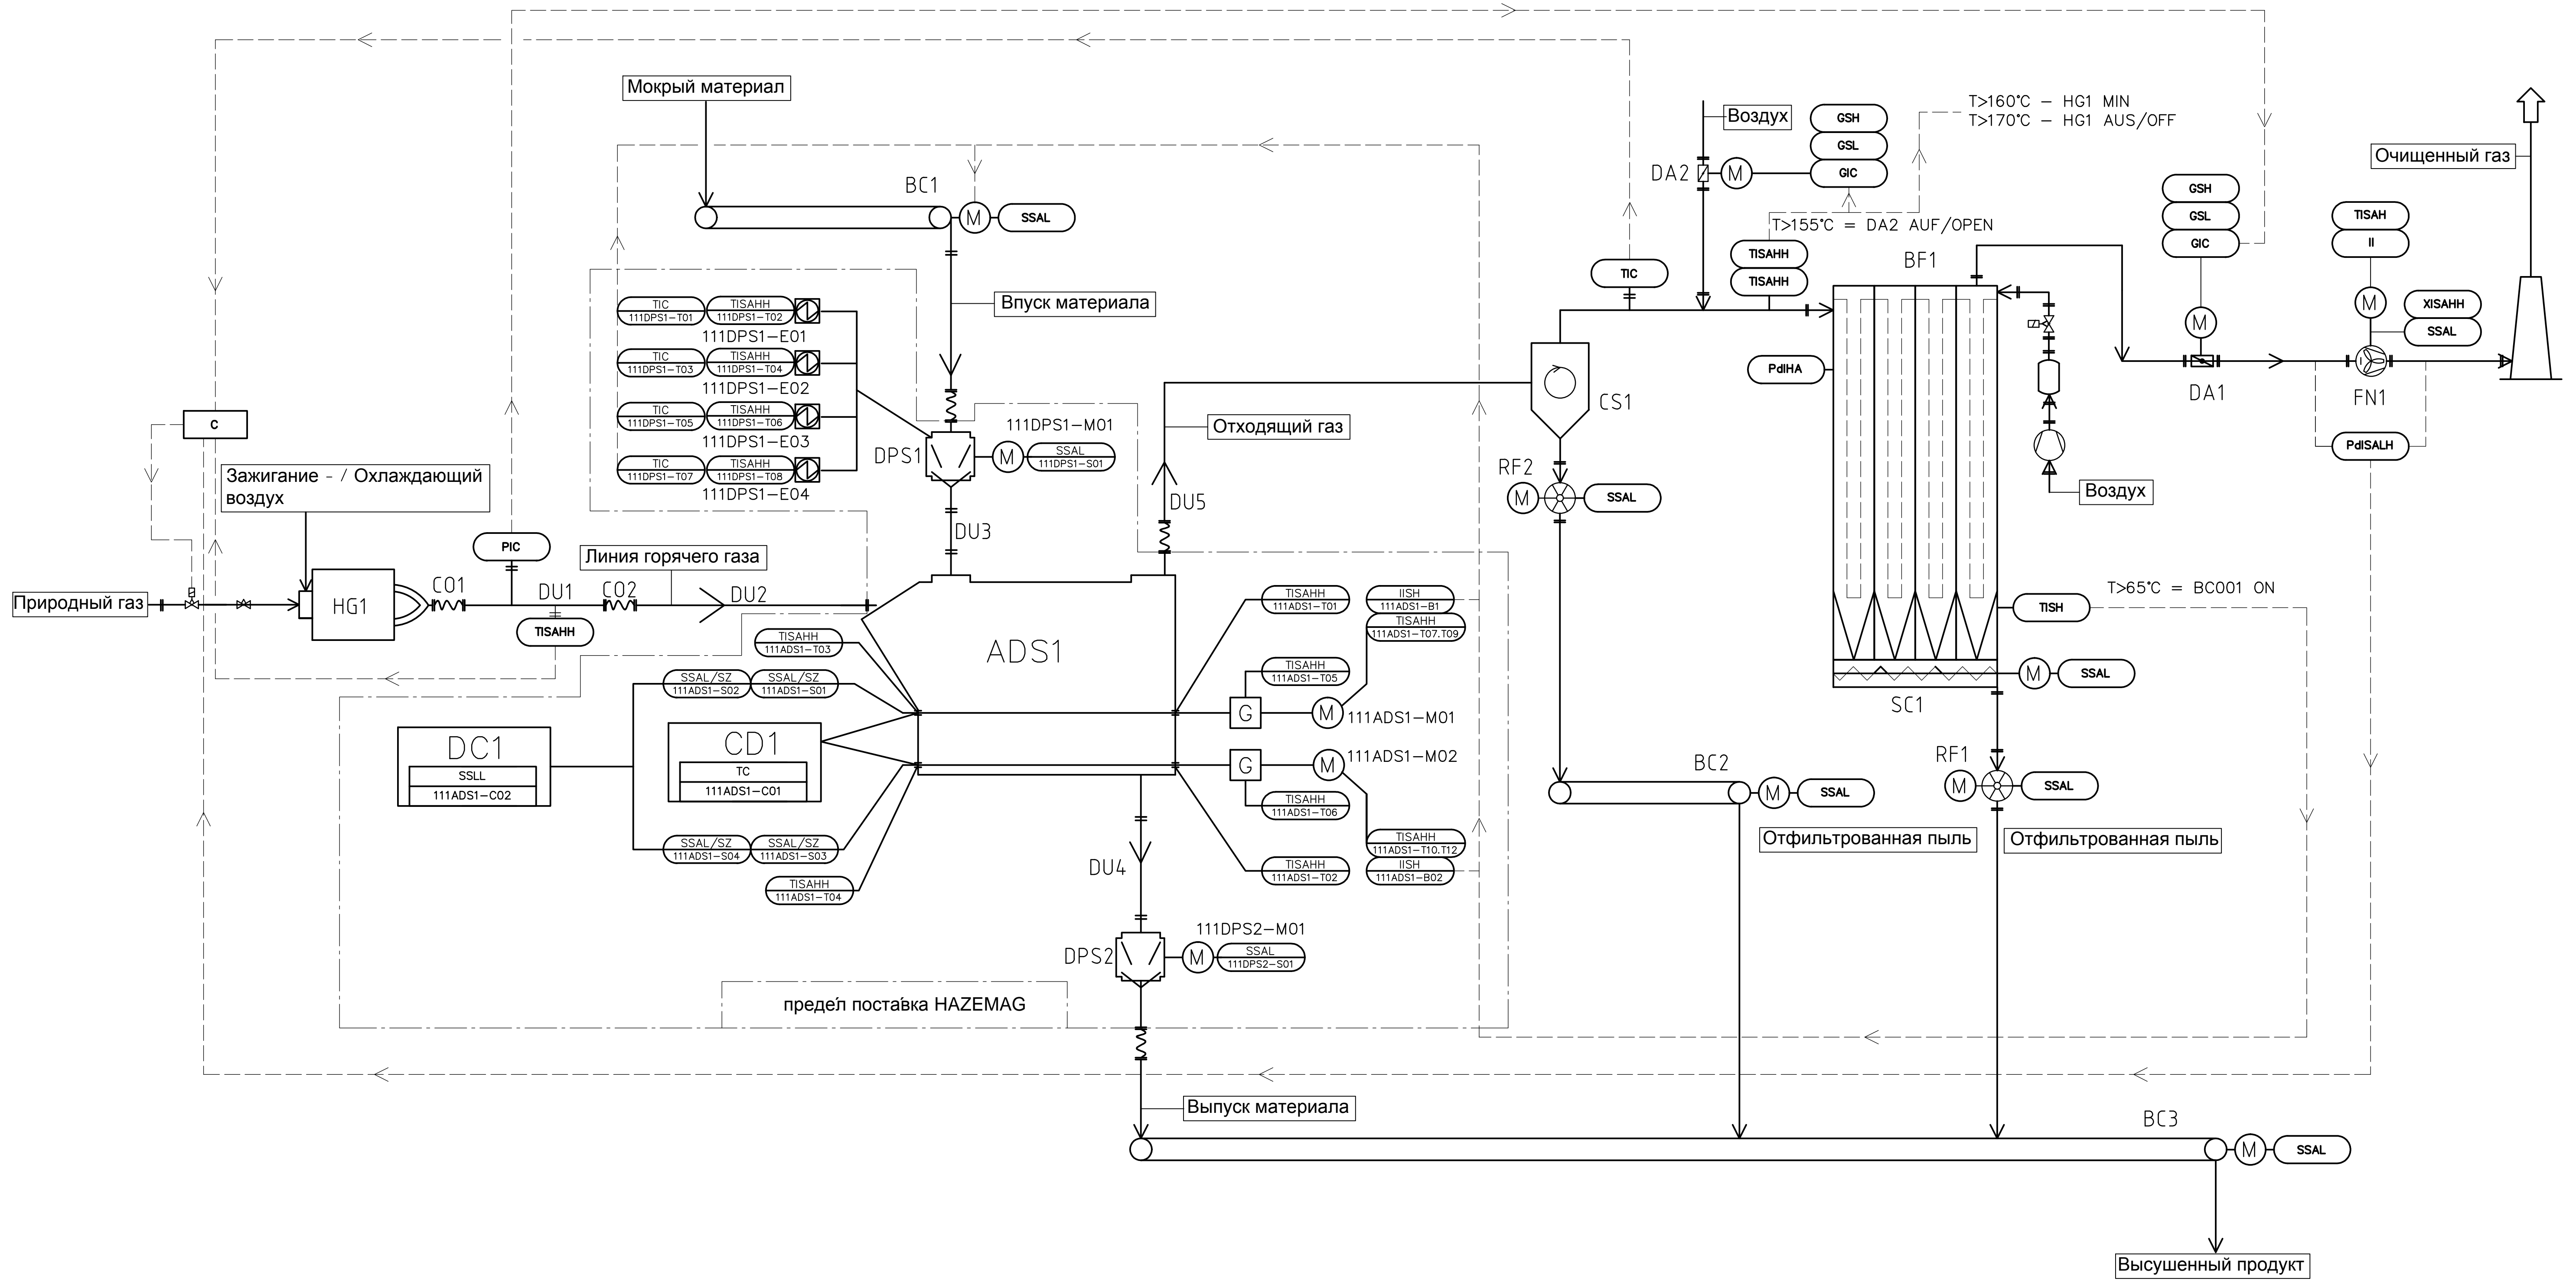 Мокрый материал
BC1
M
SSAL
Впуск материала
TIC
111DPS1-T01
TISAHH
111DPS1-T02
111DPS1-E01
TIC
111DPS1-T03
TISAHH
111DPS1-T04
111DPS1-E02
TIC
111DPS1-T05
TISAHH
111DPS1-T06
111DPS1-E03
TIC
111DPS1-T07
TISAHH
111DPS1-T08
111DPS1-E04
DPS1
111DPS1-M01
M
SSAL
111DPS1-S01
DU3
C
Зажигание - / Охлаждающий
воздух
Природный газ
HG1
CO1
PIC
DU1
TISAHH
CO2
Линия горячего газа
DU2
ADS1
TISAHH
111ADS1-T03
SSAL/SZ
111ADS1-S02
SSAL/SZ
111ADS1-S01
DC1
SSLL
111ADS1-C02
CD1
TC
111ADS1-C01
SSAL/SZ
111ADS1-S04
SSAL/SZ
111ADS1-S03
TISAHH
111ADS1-T04
TISAHH
111ADS1-T01
IISH
111ADS1-B1
TISAHH
111ADS1-T07.T09
TISAHH
111ADS1-T05
G
M
111ADS1-M01
G
M
111ADS1-M02
TISAHH
111ADS1-T06
TISAHH
111ADS1-T10.T12
TISAHH
111ADS1-T02
IISH
111ADS1-B02
DU4
DPS2
111DPS2-M01
M
SSAL
111DPS2-S01
преде́л поста́вка HAZEMAG
Выпуск материала
DU5
Отходящий газ
CS1
RF2
M
SSAL
TIC
Воздух
DA2
M
GSH
GSL
GIC
T>160°C - HG1 MIN
T>170°C - HG1 AUS/OFF
T>155°C = DA2 AUF/OPEN
TISAHH
TISAHH
BF1
PdIHA
Воздух
T>65°C = BC001 ON
TISH
M
SSAL
SC1
RF1
M
SSAL
BC2
M
SSAL
Отфильтрованная пыль
Отфильтрованная пыль
GSH
GSL
GIC
M
DA1
TISAH
II
M
XISAHH
SSAL
FN1
PdISALH
Очищенный газ
BC3
M
SSAL
Высушенный продукт